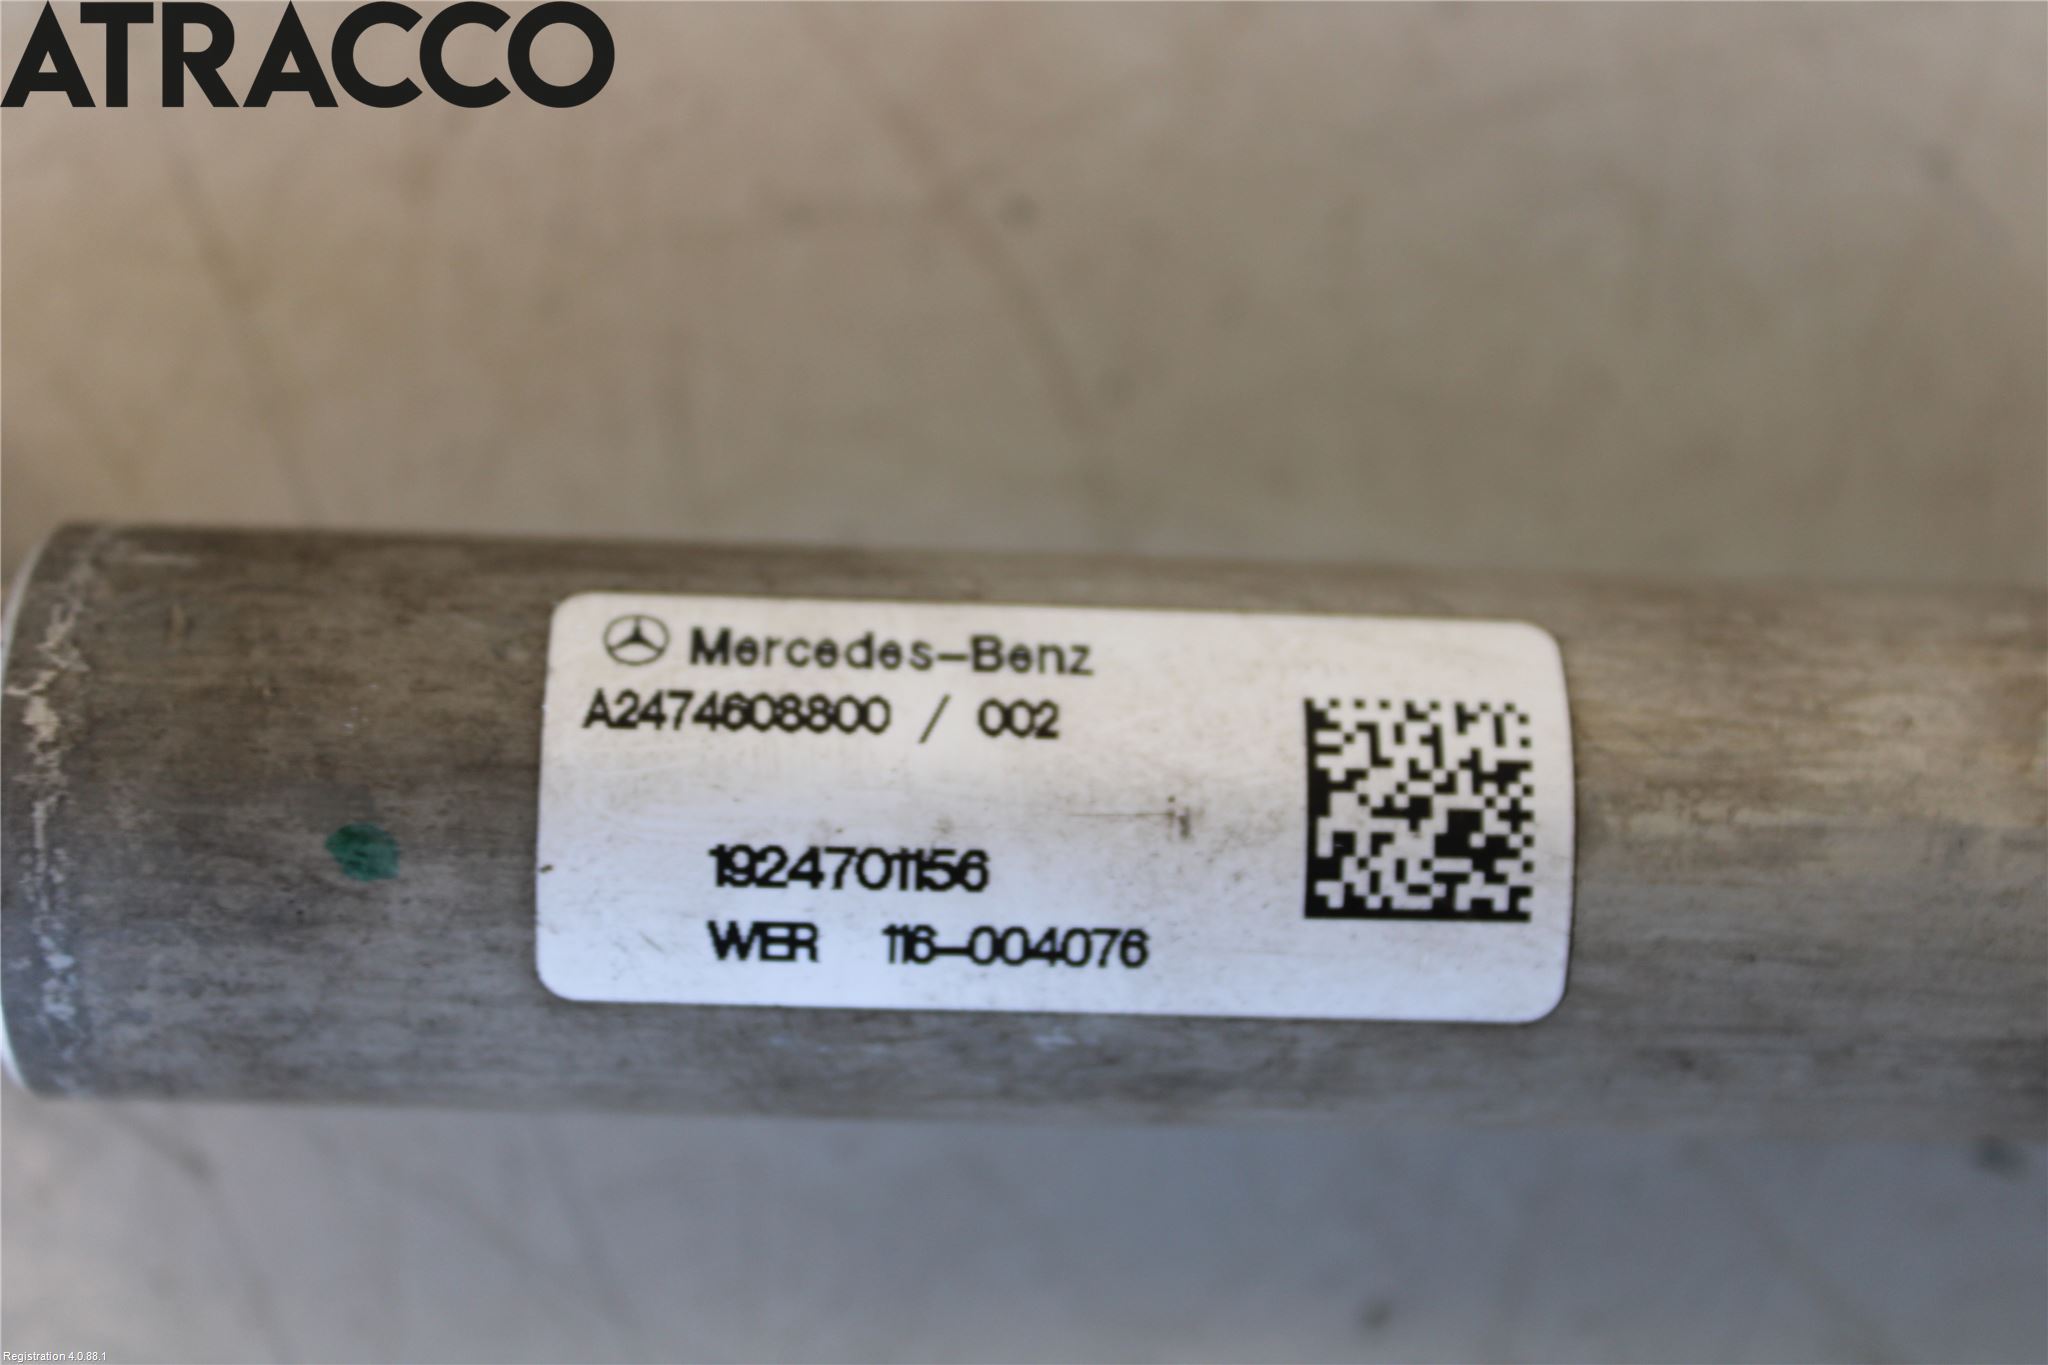 ATRACCO
Mercedes-Benz
A2474608800 / 002
1924701156
WER 116-004076
Registration 4.0.88.1